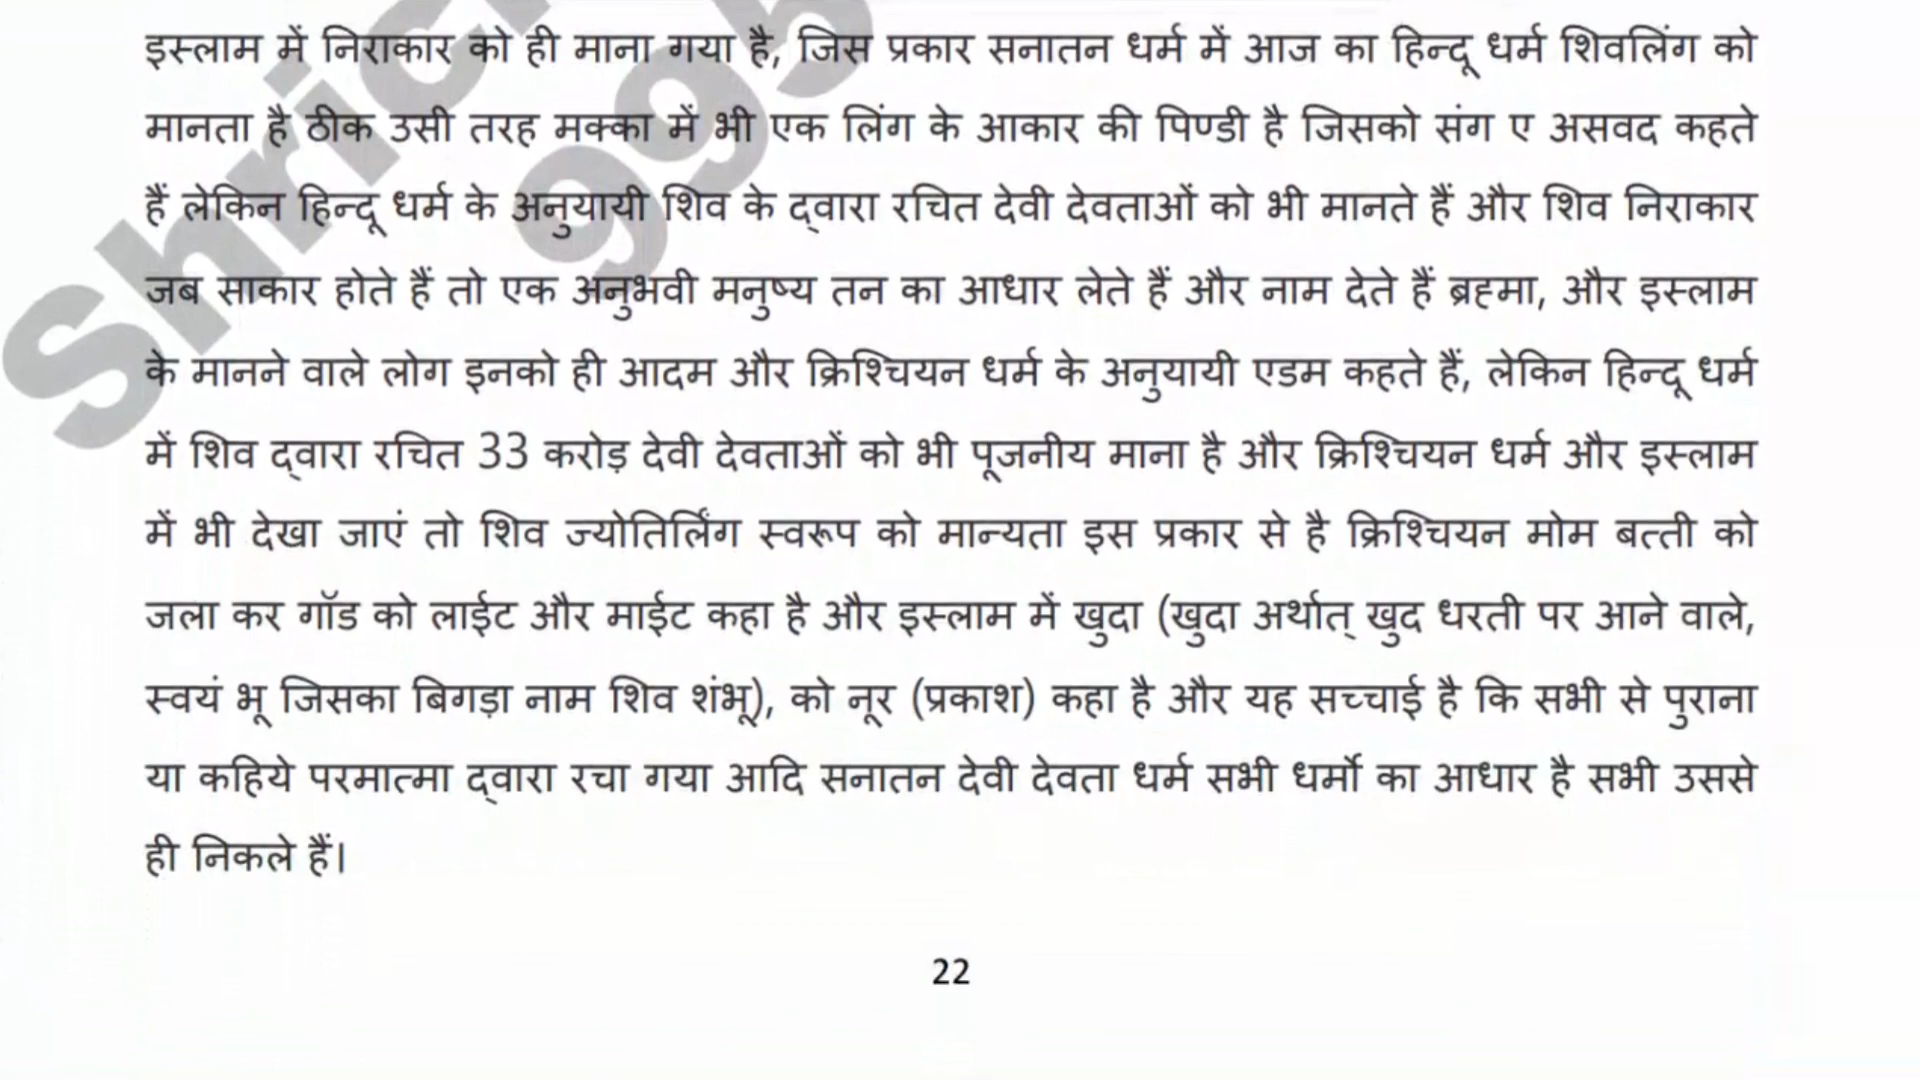 इस्लाम में निराकार को ही माना गया है, जिस प्रकार सनातन धर्म में आज का हिन्दू धर्म शिवलिंग को
मानता है ठीक उसी तरह मक्का में भी एक लिंग के आकार की पिण्डी है जिसको संग ए असवद कहते
हैं लेकिन हिन्दू धर्म के अनुयायी शिव के द्वारा रचित देवी देवताओं को भी मानते हैं और शिव निराकार
जब साकार होते हैं तो एक अनुभवी मनुष्य तन का आधार लेते हैं और नाम देते हैं ब्रह्मा, और इस्लाम
के मानने वाले लोग इनको ही आदम और क्रिश्चियन धर्म के अनुयायी एडम कहते हैं, लेकिन हिन्दू धर्म
में शिव द्वारा रचित 33 करोड़ देवी देवताओं को भी पूजनीय माना है और क्रिश्चियन धर्म और इस्लाम
में भी देखा जाएं तो शिव ज्योतिर्लिंग स्वरूप को मान्यता इस प्रकार से है क्रिश्चियन मोम बत्ती को
जला कर गॉड को लाईट और माईट कहा है और इस्लाम में खुदा (खुदा अर्थात् खुद धरती पर आने वाले,
स्वयं भू जिसका बिगड़ा नाम शिव शंभू), को नूर (प्रकाश) कहा है और यह सच्चाई है कि सभी से पुराना
या कहिये परमात्मा द्वारा रचा गया आदि सनातन देवी देवता धर्म सभी धर्मो का आधार है सभी उससे
ही निकले हैं।
22